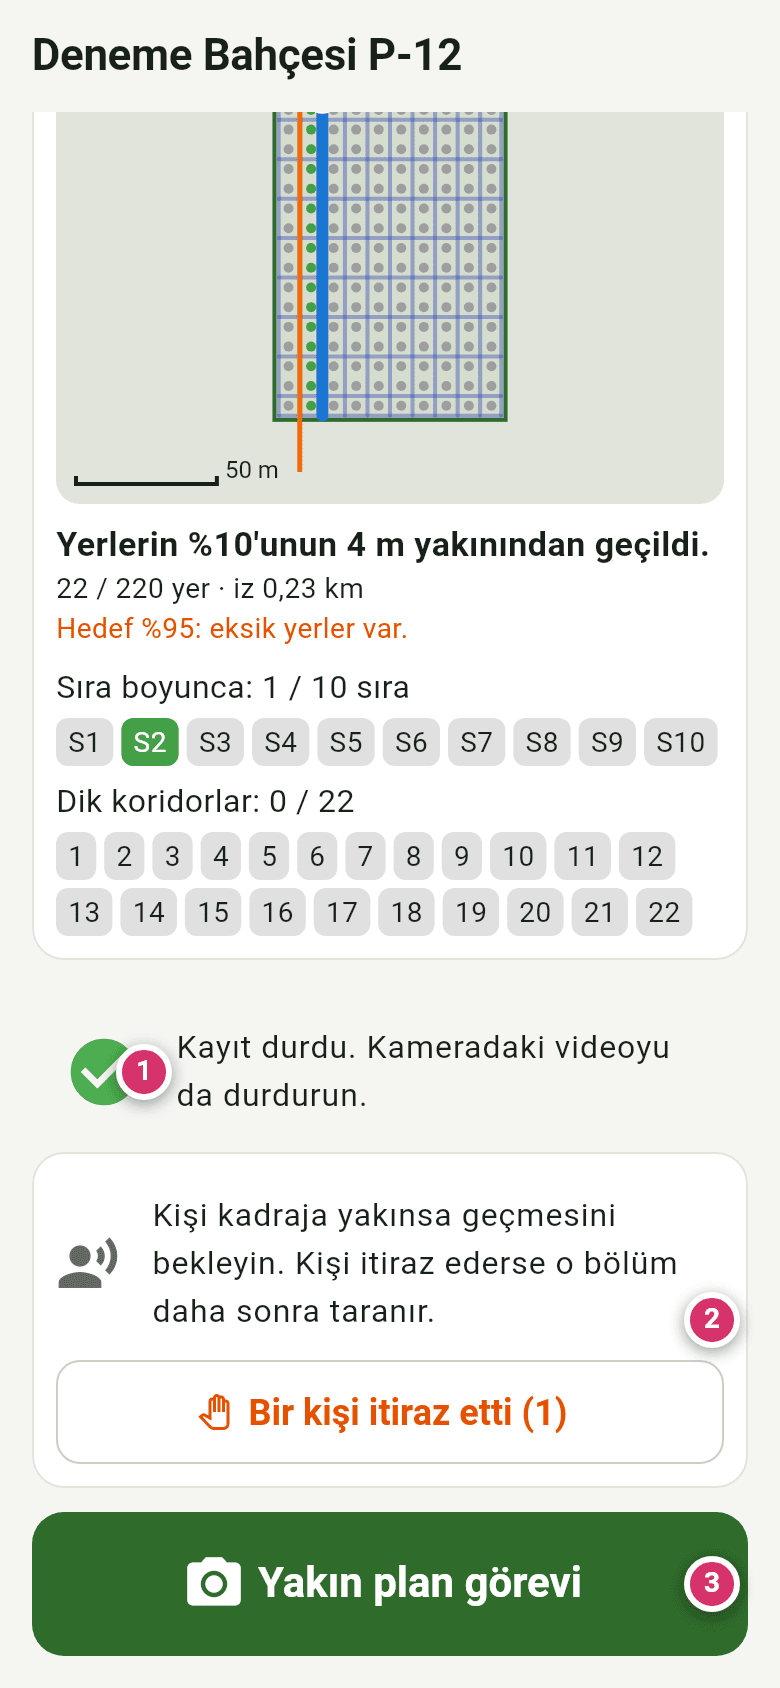 Deneme Bahçesi P-12
50 m
Yerlerin %10'unun 4 m yakınından geçildi.
22 / 220 yer · iz 0,23 km
Hedef %95: eksik yerler var.
Sıra boyunca: 1 / 10 sıra
S1 S2 S3 S4 S5 S6 S7 S8 S9 S10
Dik koridorlar: 0 / 22
1 2 3 4 5 6 7 8 9 10 11 12
13 14 15 16 17 18 19 20 21 22
1
Kayıt durdu. Kameradaki videoyu
da durdurun.
Kişi kadraja yakınsa geçmesini
bekleyin. Kişi itiraz ederse o bölüm
daha sonra taranır.
2
Bir kişi itiraz etti (1)
Yakın plan görevi
3